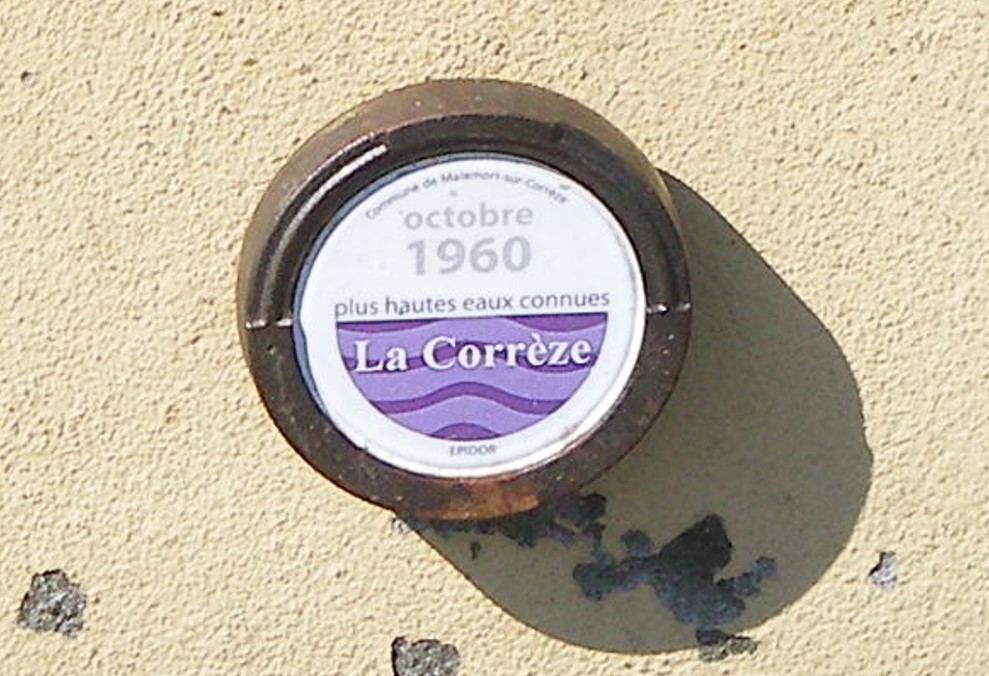 Commune de Malemort-sur-Corrèze
octobre
1960
plus hautes eaux connues
La Corrèze
EPIDOR